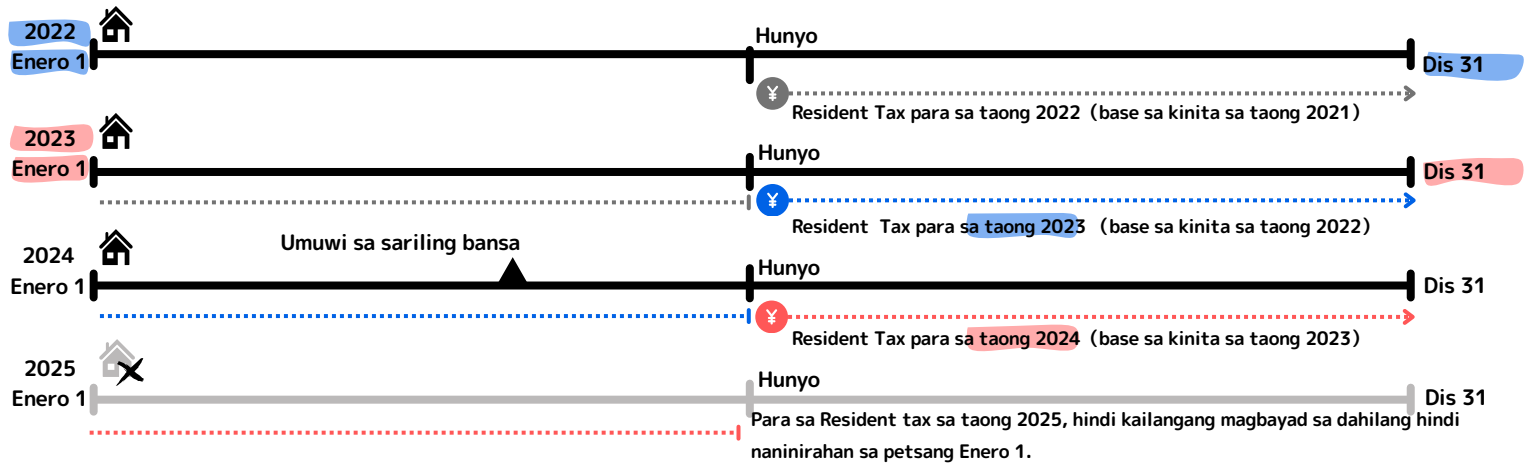 2022
Enero 1
Hunyo
Dis 31
¥
Resident Tax para sa taong 2022 (base sa kinita sa taong 2021)
2023
Enero 1
Hunyo
Dis 31
¥
Resident Tax para sa taong 2023 (base sa kinita sa taong 2022)
2024
Enero 1
Umuwi sa sariling bansa
Hunyo
Dis 31
¥
Resident Tax para sa taong 2024 (base sa kinita sa taong 2023)
2025
Enero 1
Hunyo
Dis 31
Para sa Resident tax sa taong 2025, hindi kailangang magbayad sa dahilang hindi
naninirahan sa petsang Enero 1.